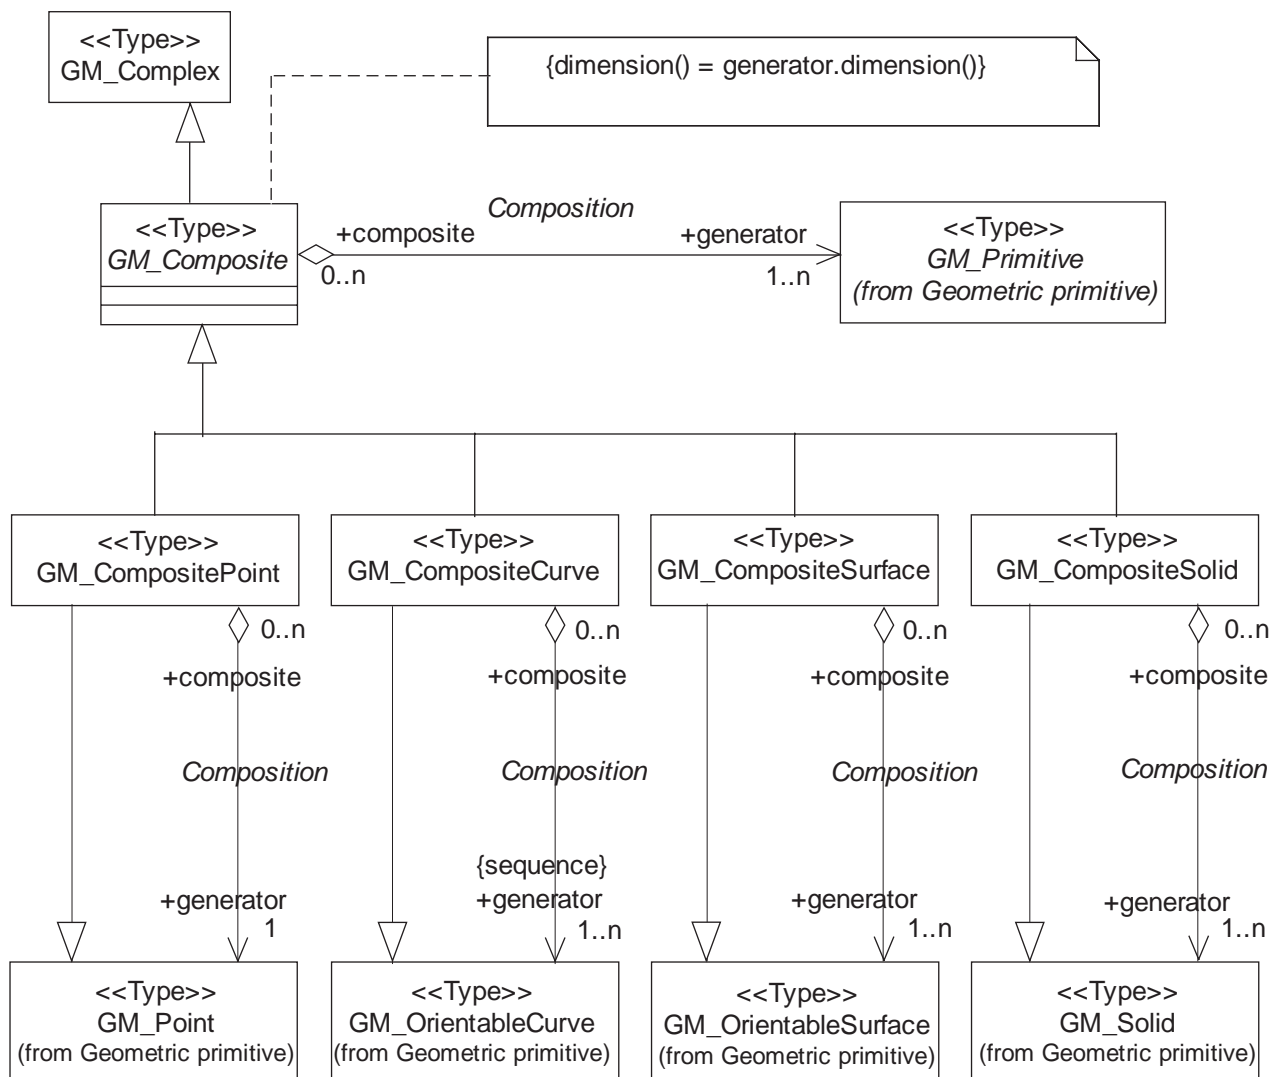 <<Type>>
GM_Complex
{dimension() = generator.dimension()}
<<Type>>
GM_Composite
+composite
0..n
Composition
+generator
1..n
<<Type>>
GM_Primitive
(from Geometric primitive)
<<Type>>
GM_CompositePoint
<<Type>>
GM_CompositeCurve
<<Type>>
GM_CompositeSurface
<<Type>>
GM_CompositeSolid
0..n
+composite
Composition
+generator
1
0..n
+composite
Composition
{sequence}
+generator
1..n
0..n
+composite
Composition
+generator
1..n
0..n
+composite
Composition
+generator
1..n
<<Type>>
GM_Point
(from Geometric primitive)
<<Type>>
GM_OrientableCurve
(from Geometric primitive)
<<Type>>
GM_OrientableSurface
(from Geometric primitive)
<<Type>>
GM_Solid
(from Geometric primitive)